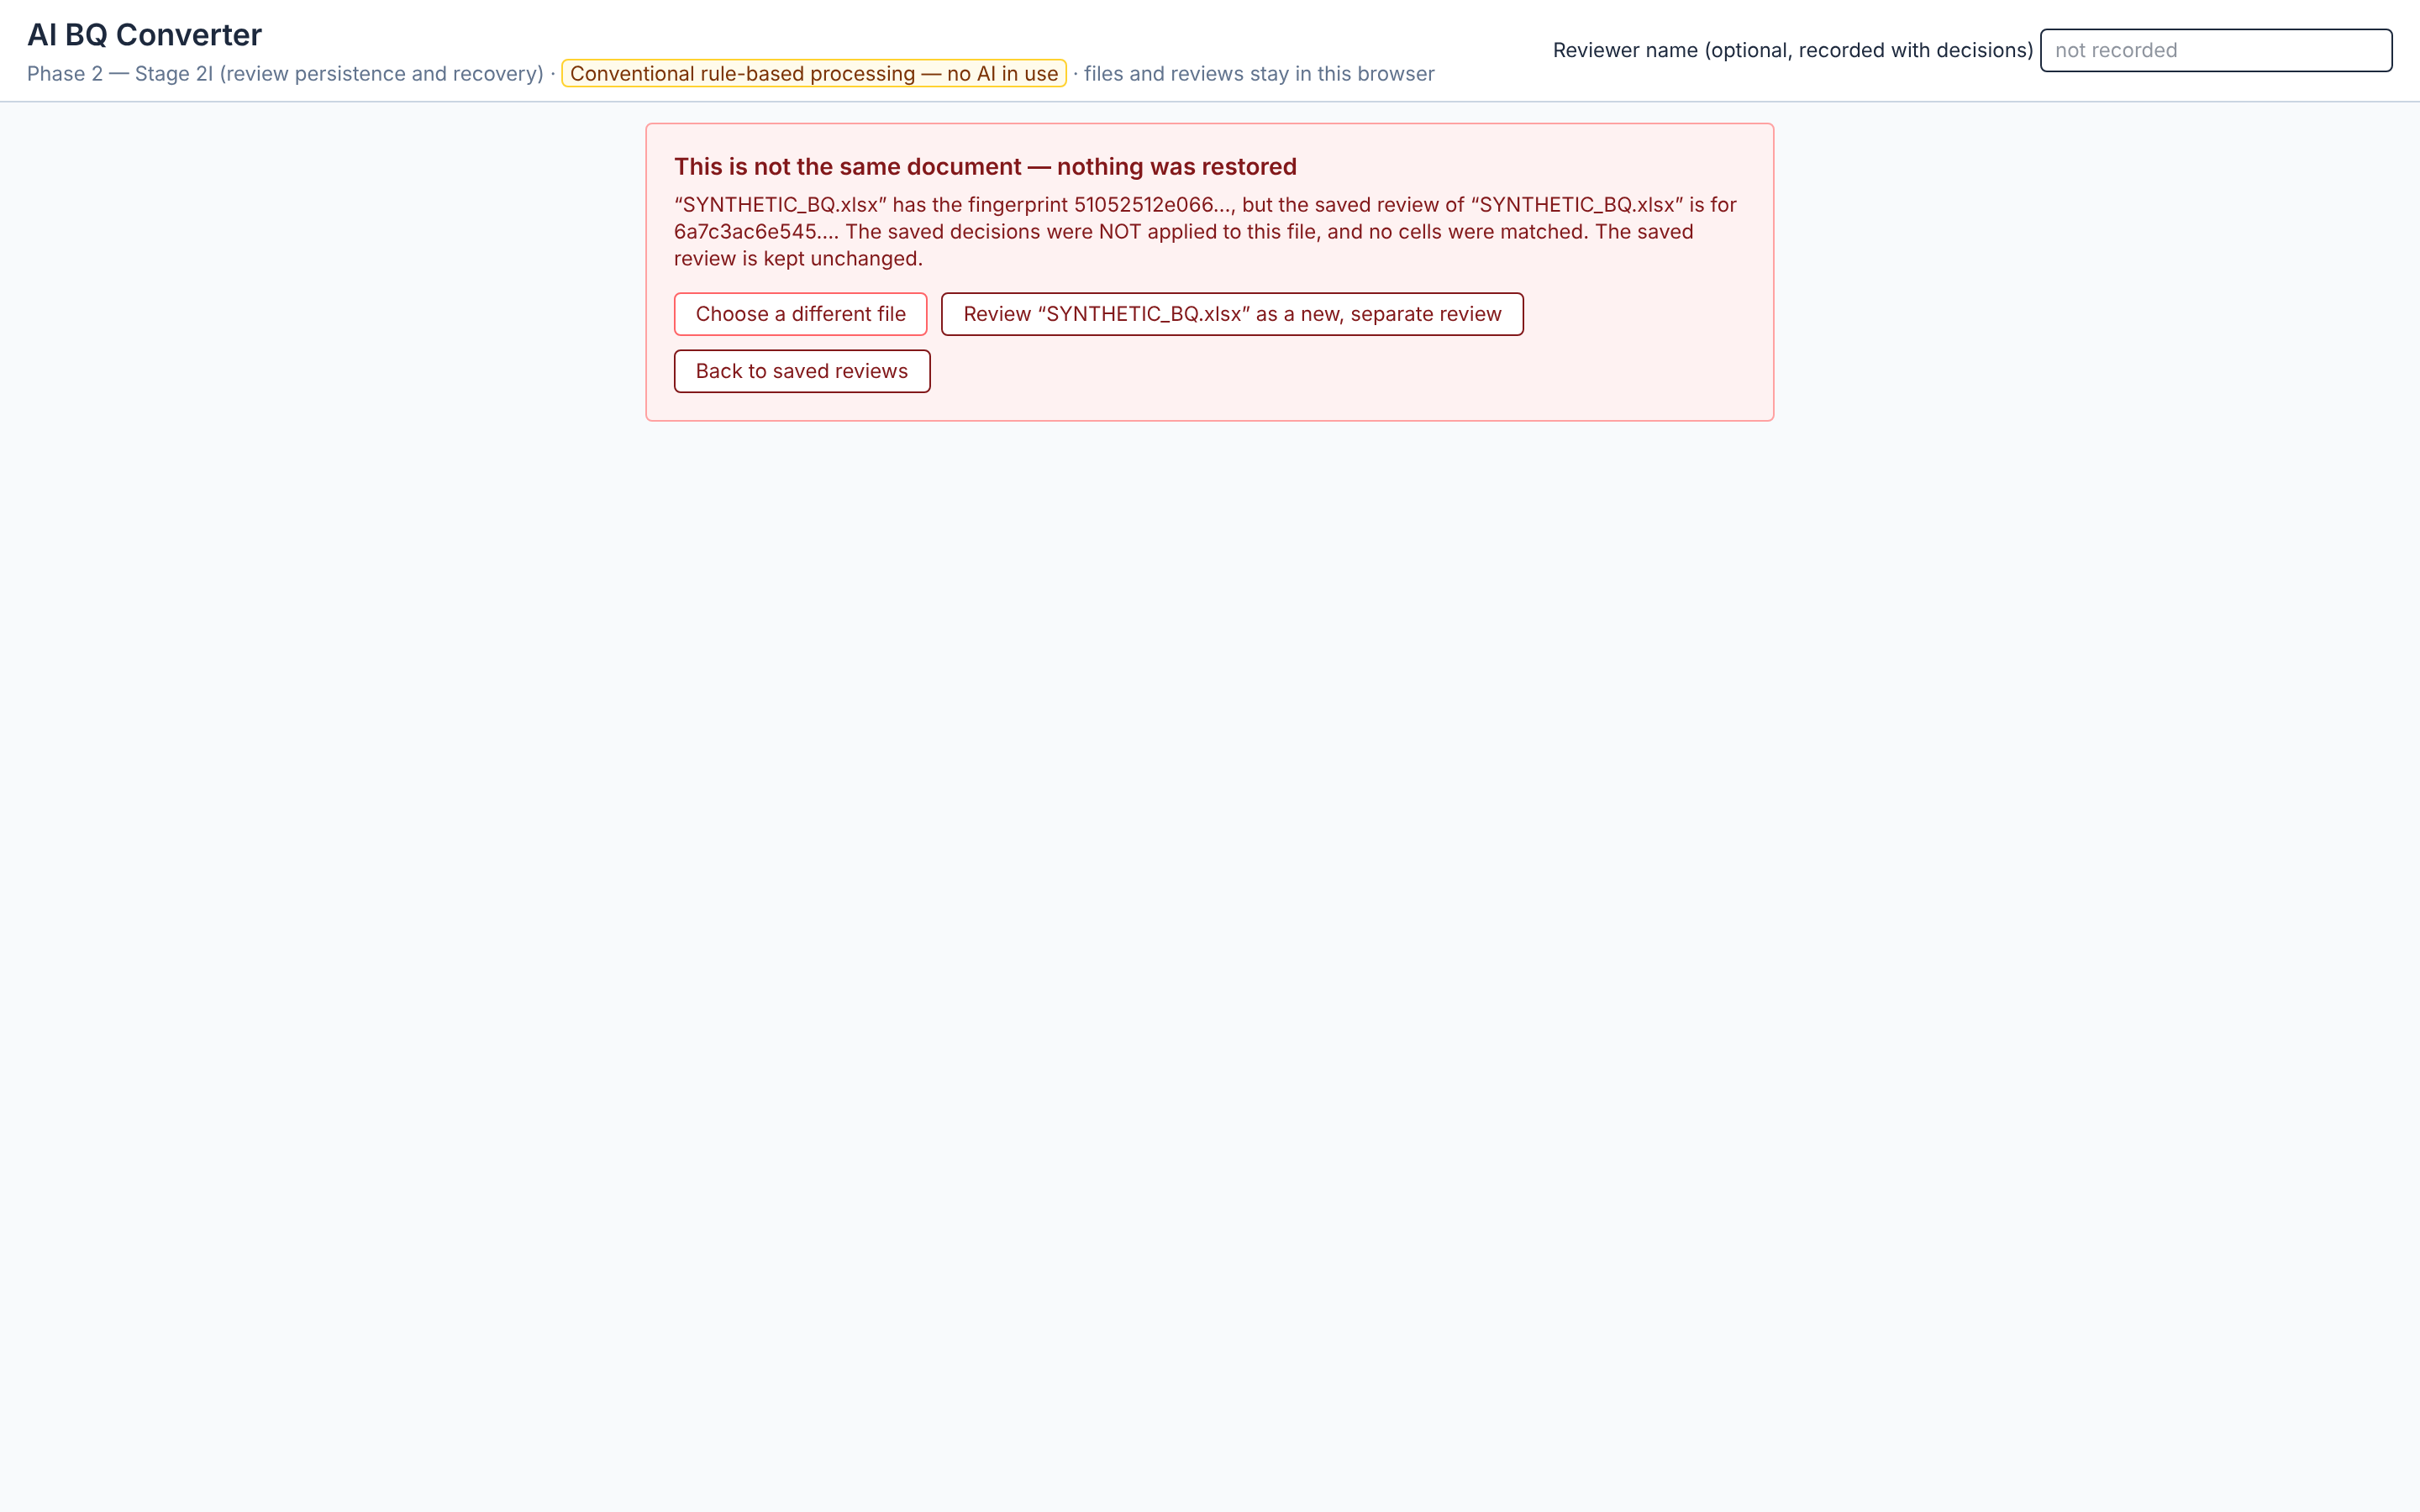 AI BQ Converter
Phase 2 — Stage 2I (review persistence and recovery) · Conventional rule-based processing — no AI in use · files and reviews stay in this browser
Reviewer name (optional, recorded with decisions) not recorded
This is not the same document — nothing was restored
“SYNTHETIC_BQ.xlsx” has the fingerprint 51052512e066…, but the saved review of “SYNTHETIC_BQ.xlsx” is for
6a7c3ac6e545…. The saved decisions were NOT applied to this file, and no cells were matched. The saved
review is kept unchanged.
Choose a different file
Review “SYNTHETIC_BQ.xlsx” as a new, separate review
Back to saved reviews